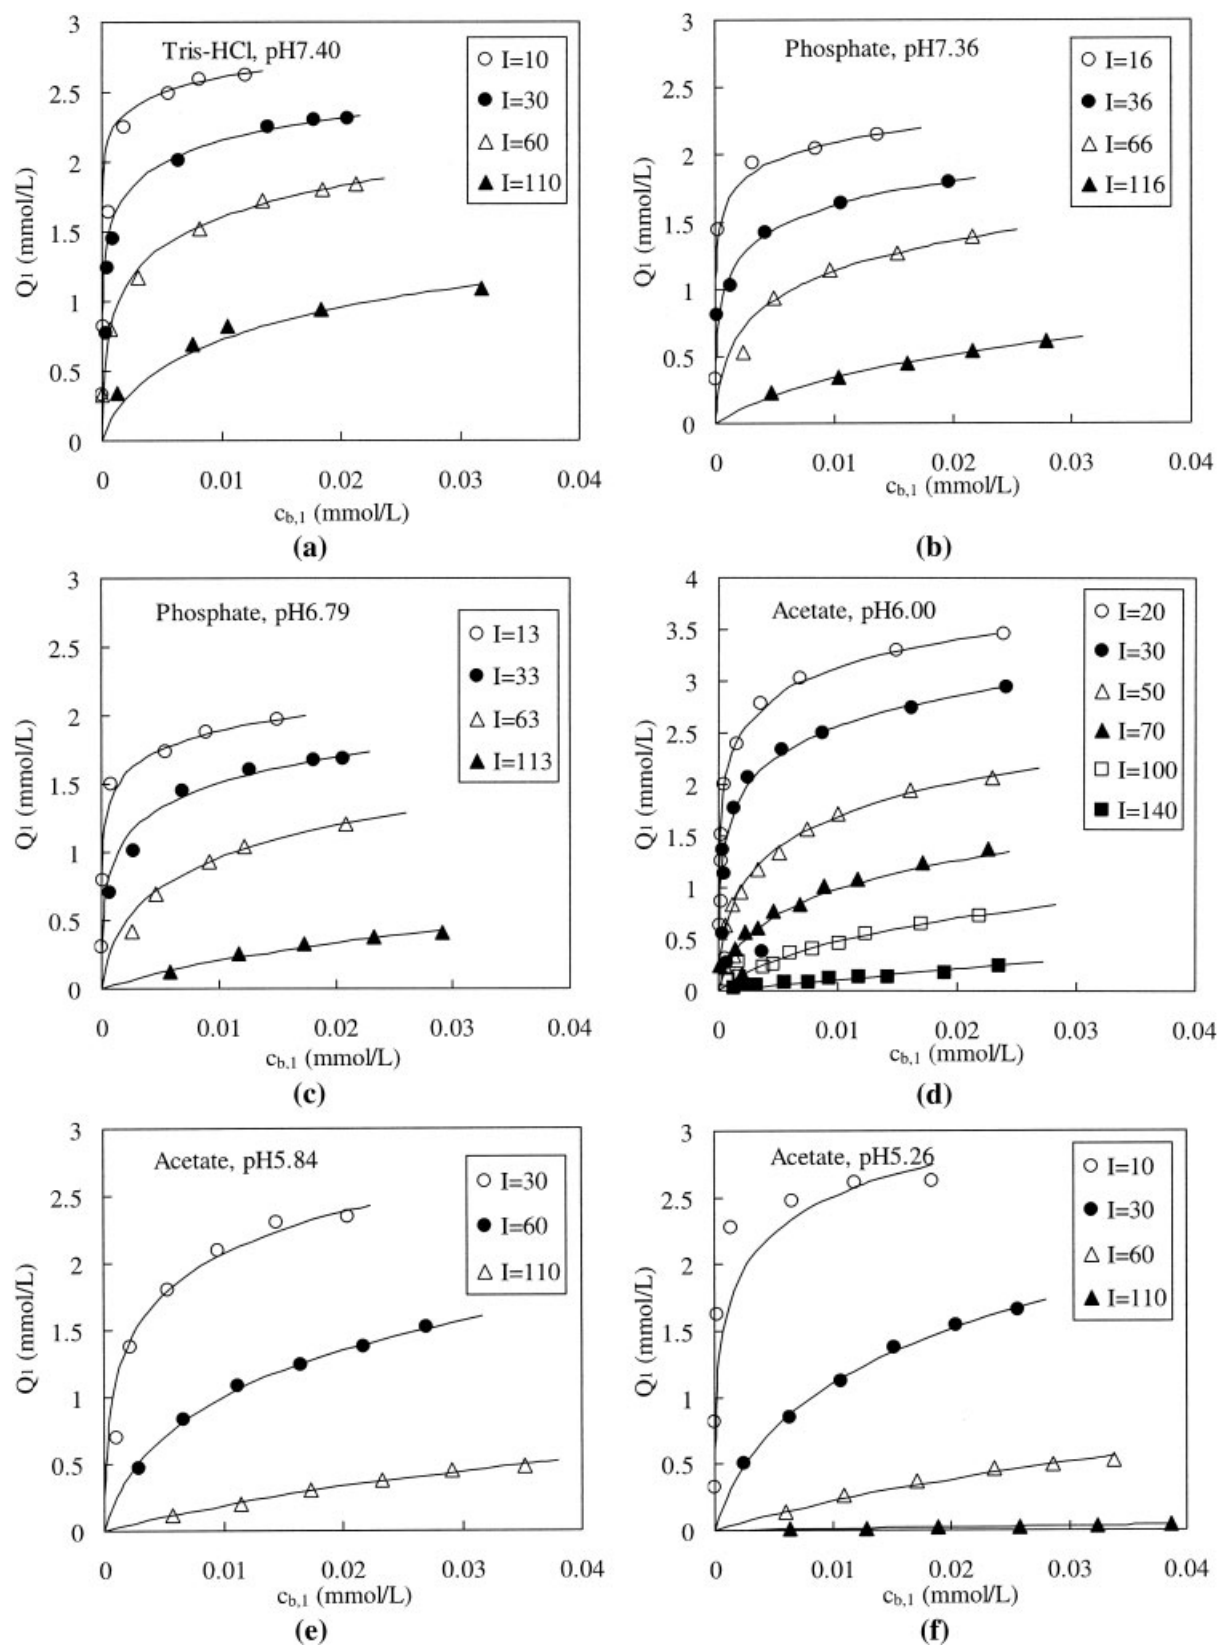 3
2.5
2
1.5
1
0.5
0
Q1 (mmol/L)
Tris-HCl, pH7.40
I=10
I=30
I=60
I=110
0 0.01 0.02 0.03 0.04
cb,1 (mmol/L)
(a)
3
2.5
2
1.5
1
0.5
0
Q1 (mmol/L)
Phosphate, pH7.36
I=16
I=36
I=66
I=116
0 0.01 0.02 0.03 0.04
cb,1 (mmol/L)
(b)
3
2.5
2
1.5
1
0.5
0
Q1 (mmol/L)
Phosphate, pH6.79
I=13
I=33
I=63
I=113
0 0.01 0.02 0.03 0.04
cb,1 (mmol/L)
(c)
4
3.5
3
2.5
2
1.5
1
0.5
0
Q1 (mmol/L)
Acetate, pH6.00
I=20
I=30
I=50
I=70
I=100
I=140
0 0.01 0.02 0.03 0.04
cb,1 (mmol/L)
(d)
3
2.5
2
1.5
1
0.5
0
Q1 (mmol/L)
Acetate, pH5.84
I=30
I=60
I=110
0 0.01 0.02 0.03 0.04
cb,1 (mmol/L)
(e)
3
2.5
2
1.5
1
0.5
0
Q1 (mmol/L)
Acetate, pH5.26
I=10
I=30
I=60
I=110
0 0.01 0.02 0.03 0.04
cb,1 (mmol/L)
(f)